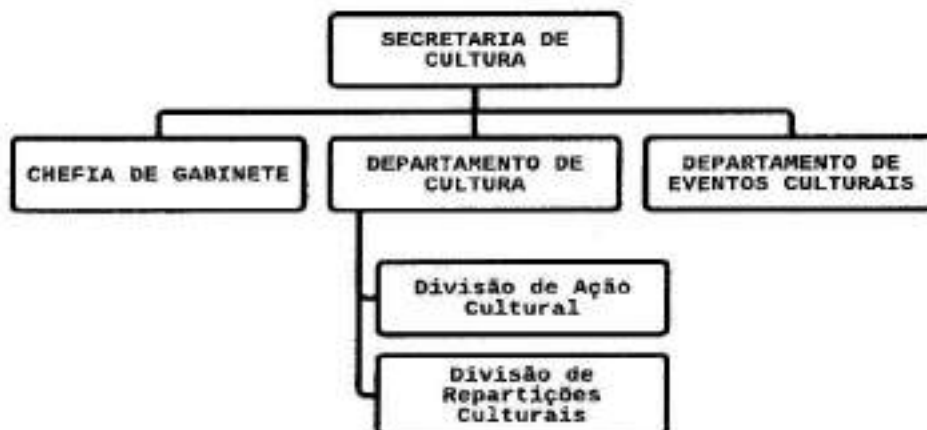 SECRETARIA DE
CULTURA
CHEFIA DE GABINETE
DEPARTAMENTO DE
CULTURA
DEPARTAMENTO DE
EVENTOS CULTURAIS
Divisão de Ação
Cultural
Divisão de
Repartições
Culturais